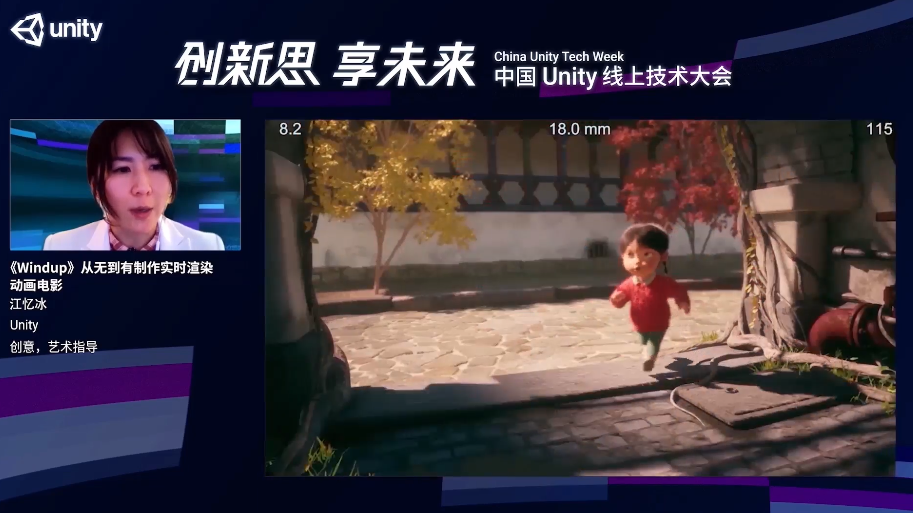 unity
创新思 享未来
China Unity Tech Week
中国 Unity 线上技术大会
8.2
18.0 mm
115
《Windup》从无到有制作实时渲染
动画电影
江忆冰
Unity
创意，艺术指导